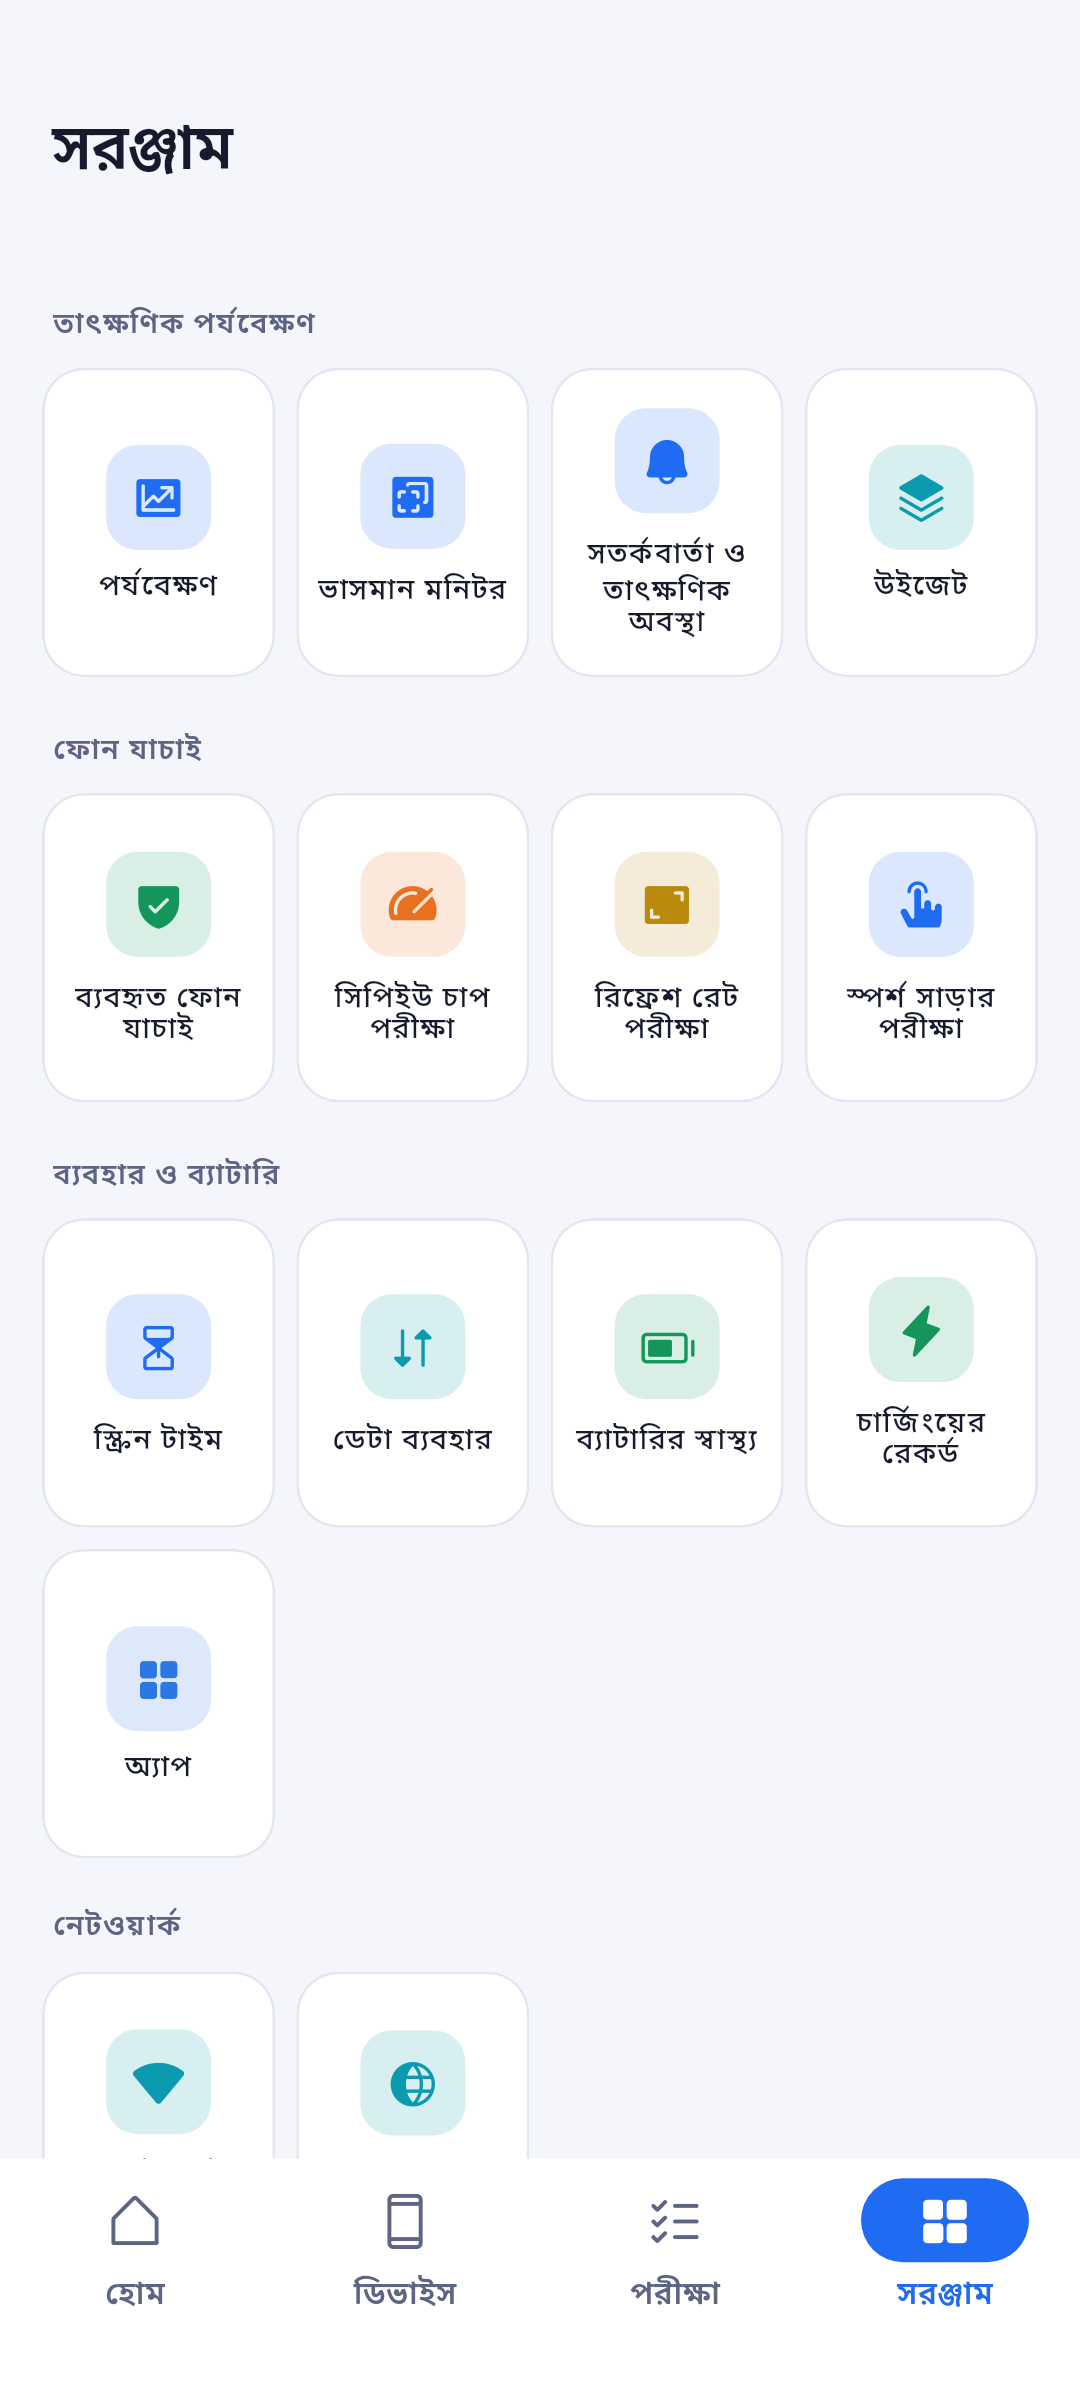 সরঞ্জাম
তাৎক্ষণিক পর্যবেক্ষণ
পর্যবেক্ষণ
ভাসমান মনিটর
সতর্কবার্তা ও
তাৎক্ষণিক
অবস্থা
উইজেট
ফোন যাচাই
ব্যবহৃত ফোন
যাচাই
সিপিইউ চাপ
পরীক্ষা
রিফ্রেশ রেট
পরীক্ষা
স্পর্শ সাড়ার
পরীক্ষা
ব্যবহার ও ব্যাটারি
স্ক্রিন টাইম
ডেটা ব্যবহার
ব্যাটারির স্বাস্থ্য
চার্জিংয়ের
রেকর্ড
অ্যাপ
নেটওয়ার্ক
হোম
ডিভাইস
পরীক্ষা
সরঞ্জাম